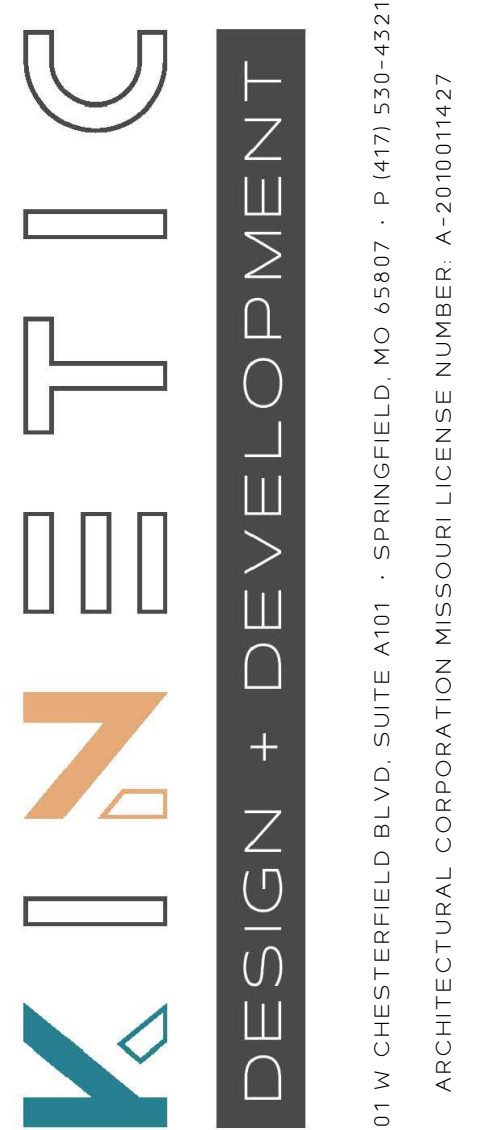 KINETIC
DESIGN + DEVELOPMENT
01 W CHESTERFIELD BLVD, SUITE A101 · SPRINGFIELD, MO 65807 · P (417) 530-4321
ARCHITECTURAL CORPORATION MISSOURI LICENSE NUMBER: A-2010011427